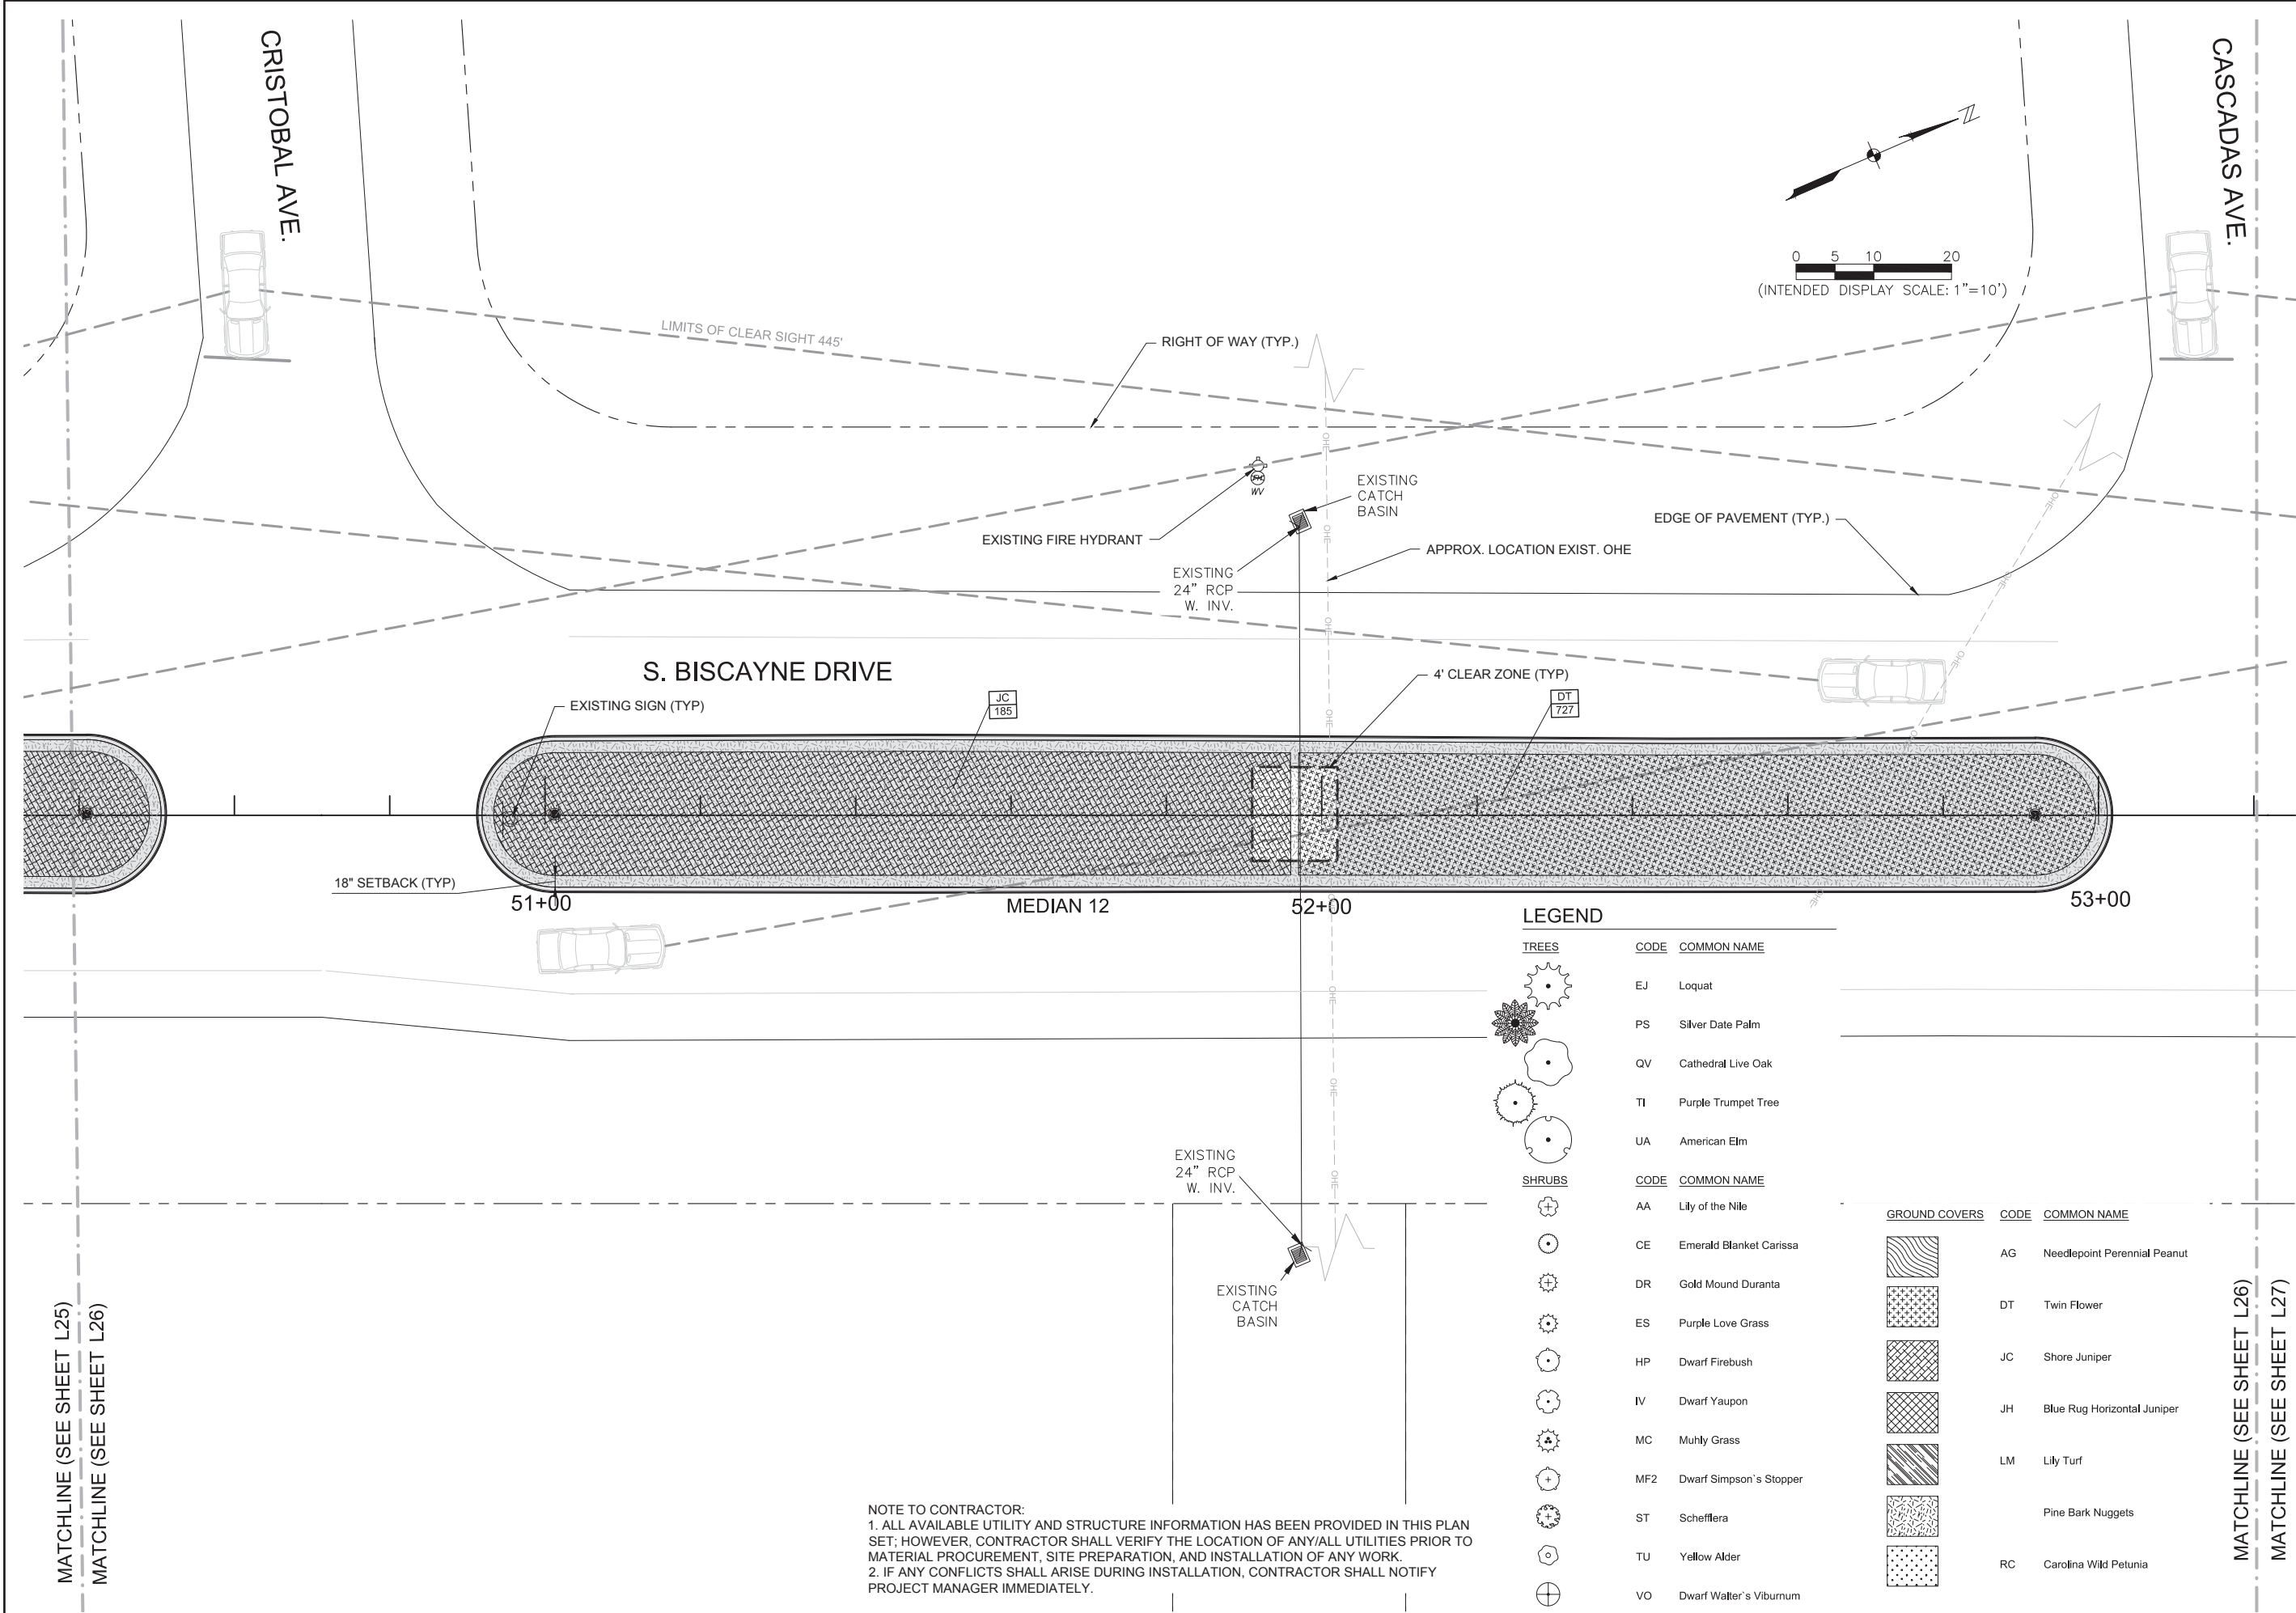 CRISTOBAL AVE.
CASCADAS AVE.
N
0 5 10 20
(INTENDED DISPLAY SCALE: 1"=10')
LIMITS OF CLEAR SIGHT 445'
RIGHT OF WAY (TYP.)
OHE
FH
WV
EXISTING
CATCH
BASIN
EXISTING FIRE HYDRANT
EDGE OF PAVEMENT (TYP.)
APPROX. LOCATION EXIST. OHE
OHE
OHE
EXISTING
24" RCP
W. INV.
OHE
OHE
OHE
S. BISCAYNE DRIVE
4' CLEAR ZONE (TYP)
EXISTING SIGN (TYP)
JC
185
DT
727
OHE
18" SETBACK (TYP)
51+00
MEDIAN 12
52+00
53+00
OHE
OHE
OHE
OHE
EXISTING
24" RCP
W. INV.
EXISTING
CATCH
BASIN
LEGEND
TREES CODE COMMON NAME
EJ Loquat
PS Silver Date Palm
QV Cathedral Live Oak
TI Purple Trumpet Tree
UA American Elm
SHRUBS CODE COMMON NAME
AA Lily of the Nile
CE Emerald Blanket Carissa
DR Gold Mound Duranta
ES Purple Love Grass
HP Dwarf Firebush
IV Dwarf Yaupon
MC Muhly Grass
MF2 Dwarf Simpson`s Stopper
ST Schefflera
TU Yellow Alder
VO Dwarf Walter`s Viburnum
GROUND COVERS CODE COMMON NAME
AG Needlepoint Perennial Peanut
DT Twin Flower
JC Shore Juniper
JH Blue Rug Horizontal Juniper
LM Lily Turf
Pine Bark Nuggets
RC Carolina Wild Petunia
MATCHLINE (SEE SHEET L25)
MATCHLINE (SEE SHEET L26)
MATCHLINE (SEE SHEET L26)
MATCHLINE (SEE SHEET L27)
NOTE TO CONTRACTOR:
1. ALL AVAILABLE UTILITY AND STRUCTURE INFORMATION HAS BEEN PROVIDED IN THIS PLAN
SET; HOWEVER, CONTRACTOR SHALL VERIFY THE LOCATION OF ANY/ALL UTILITIES PRIOR TO
MATERIAL PROCUREMENT, SITE PREPARATION, AND INSTALLATION OF ANY WORK.
2. IF ANY CONFLICTS SHALL ARISE DURING INSTALLATION, CONTRACTOR SHALL NOTIFY
PROJECT MANAGER IMMEDIATELY.